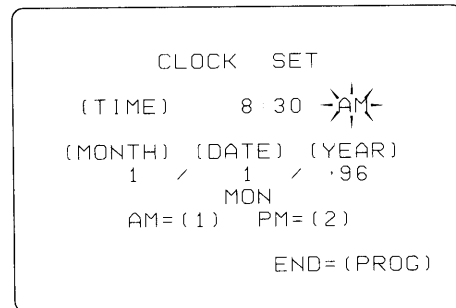 CLOCK SET
(TIME) 8:30 AM
(MONTH) (DATE) (YEAR)
1 / 1 / '96
MON
AM=(1) PM=(2)
END=(PROG)